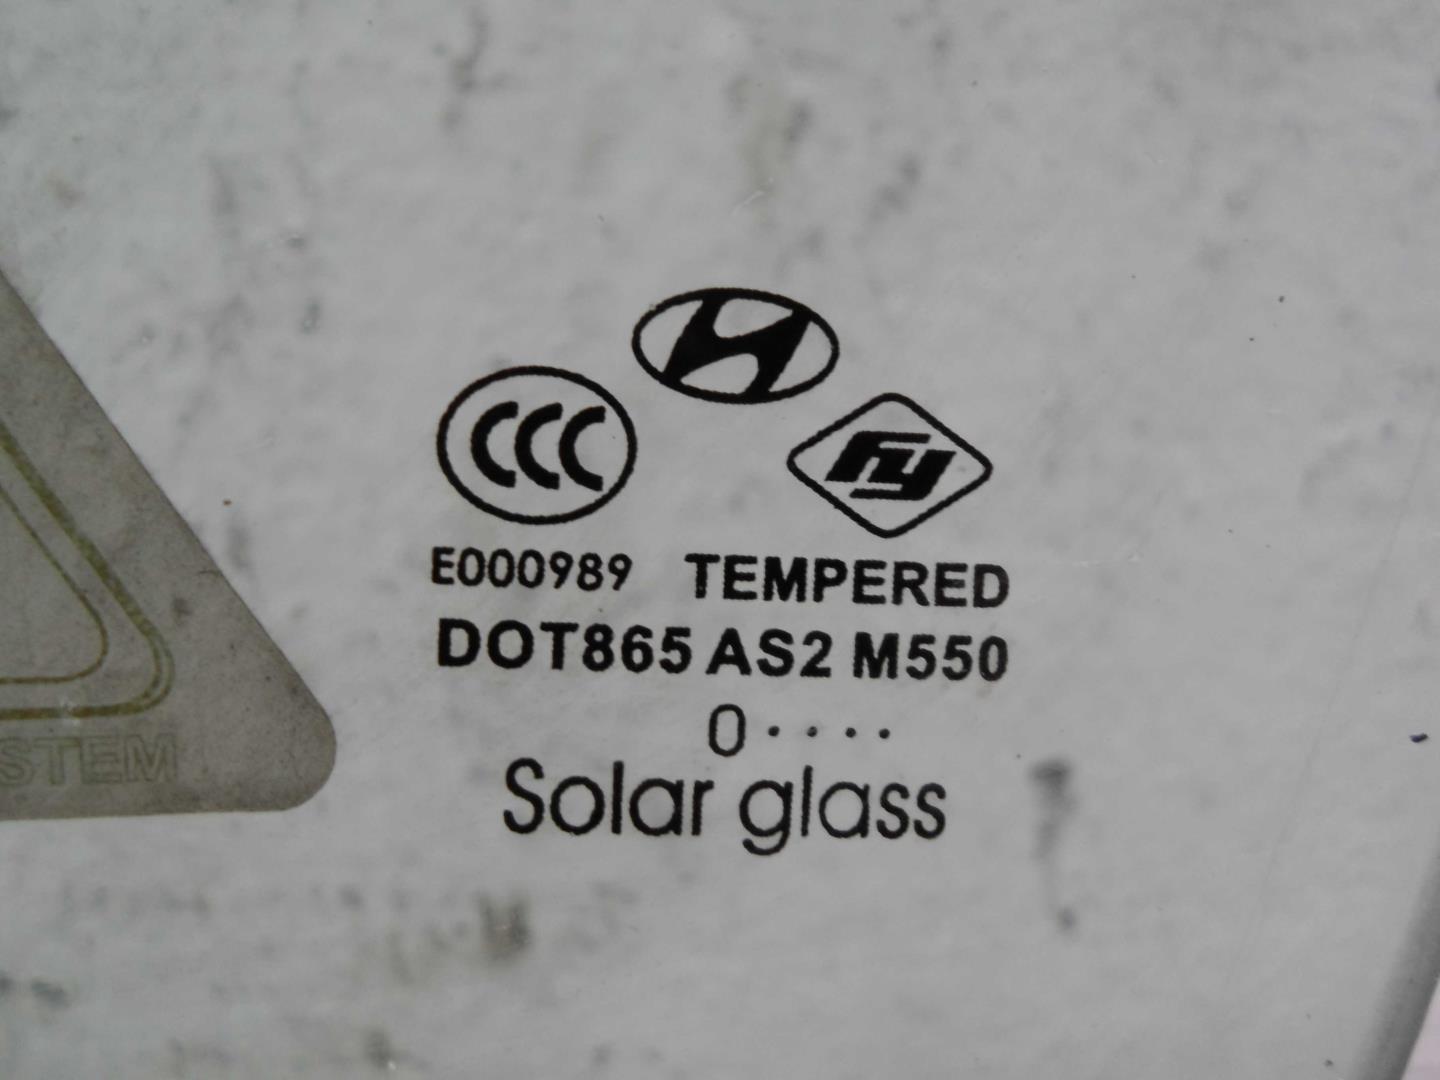 CCC
fy
E000989 TEMPERED
DOT865 AS2 M550
0 ····
Solar glass
STEM